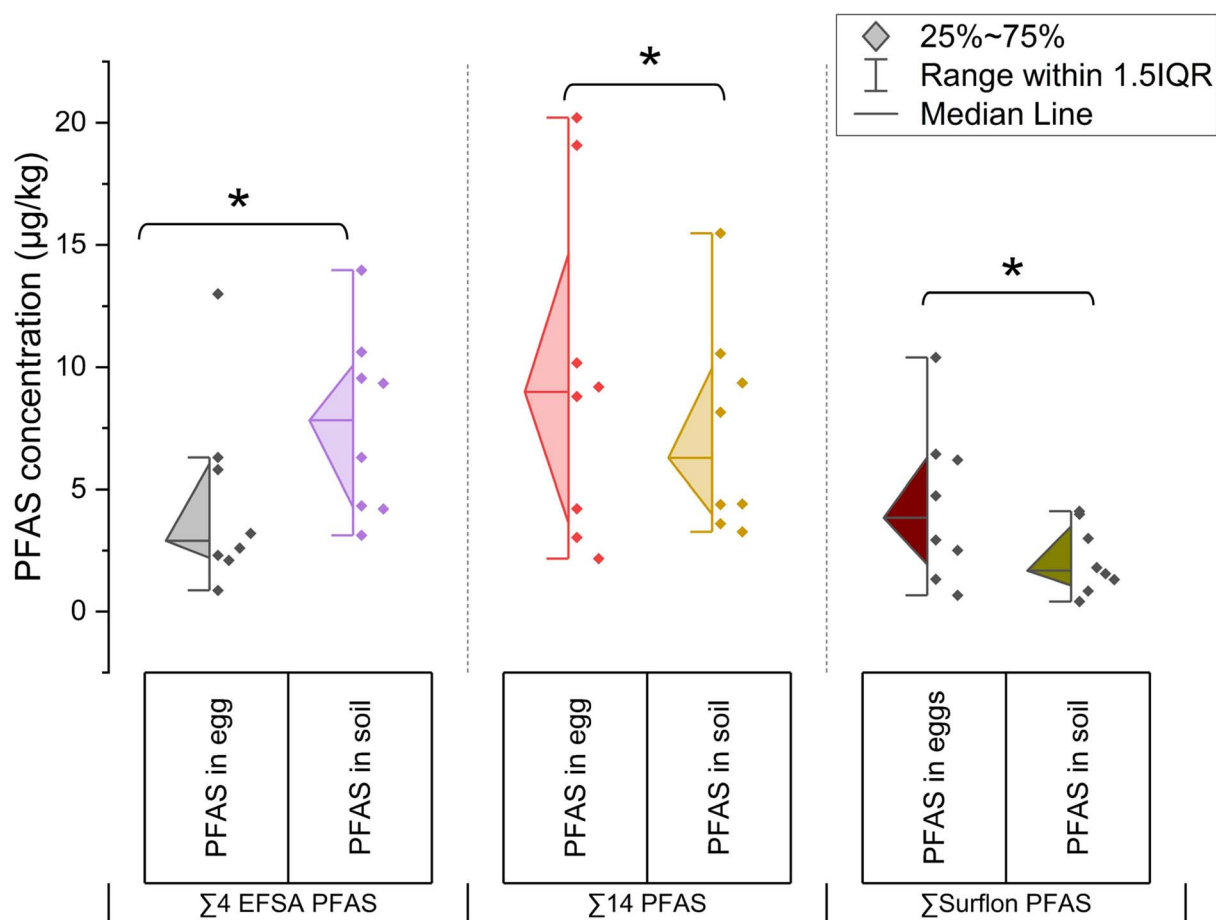 25%~75%
Range within 1.5IQR
Median Line
PFAS concentration (µg/kg)
20
15
10
5
0
*
*
*
PFAS in egg
PFAS in soil
PFAS in egg
PFAS in soil
PFAS in eggs
PFAS in soil
∑4 EFSA PFAS
∑14 PFAS
∑Surflon PFAS